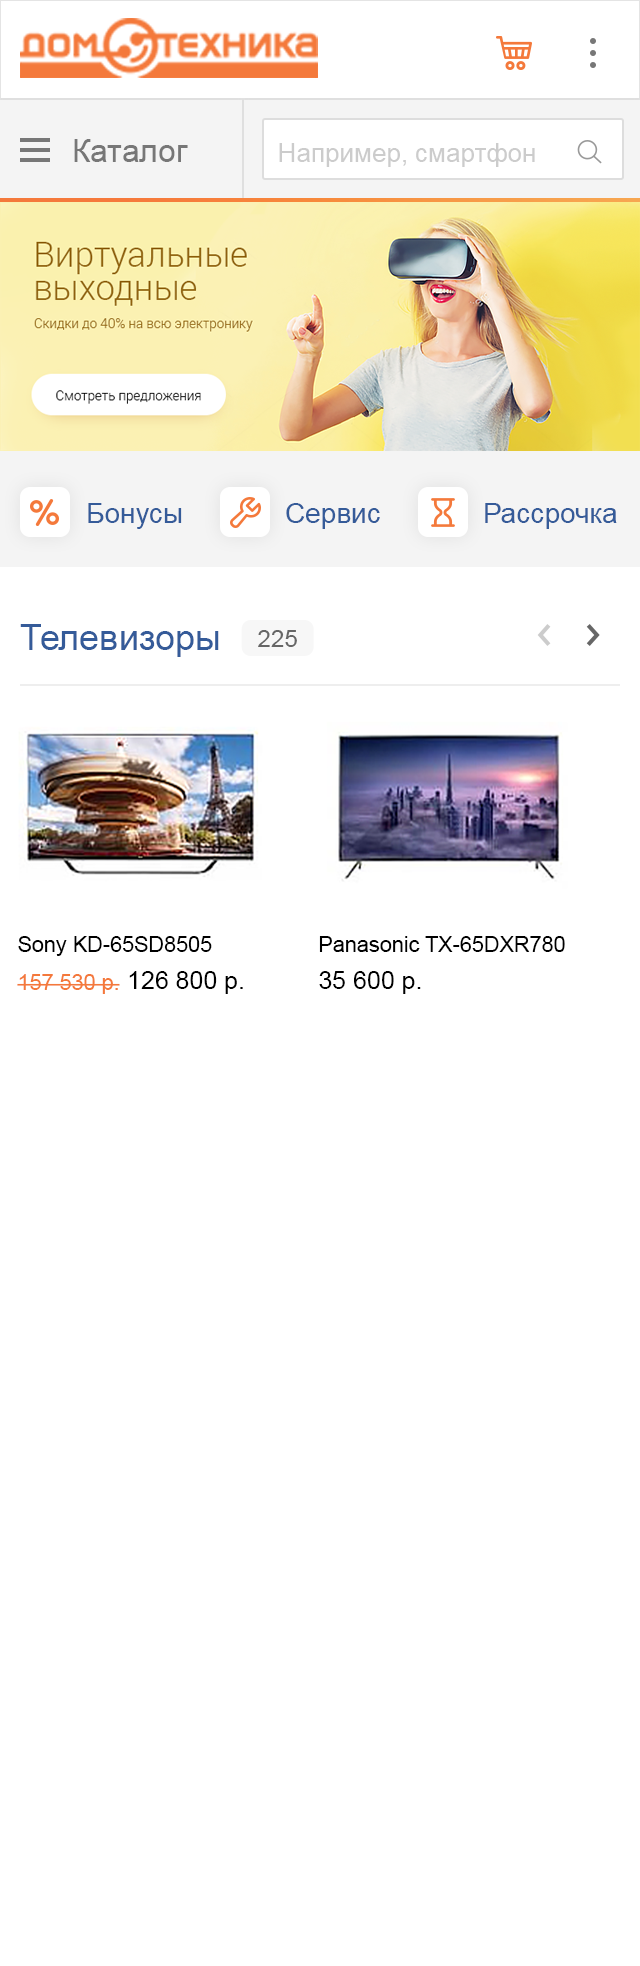 ДОМОТЕХНИКА
Каталог
Например, смартфон
Виртуальные
выходные
Скидки до 40% на всю электронику
Смотреть предложения
Бонусы
Сервис
Рассрочка
Телевизоры 225
Sony KD-65SD8505
157 530 р. 126 800 р.
Panasonic TX-65DXR780
35 600 р.